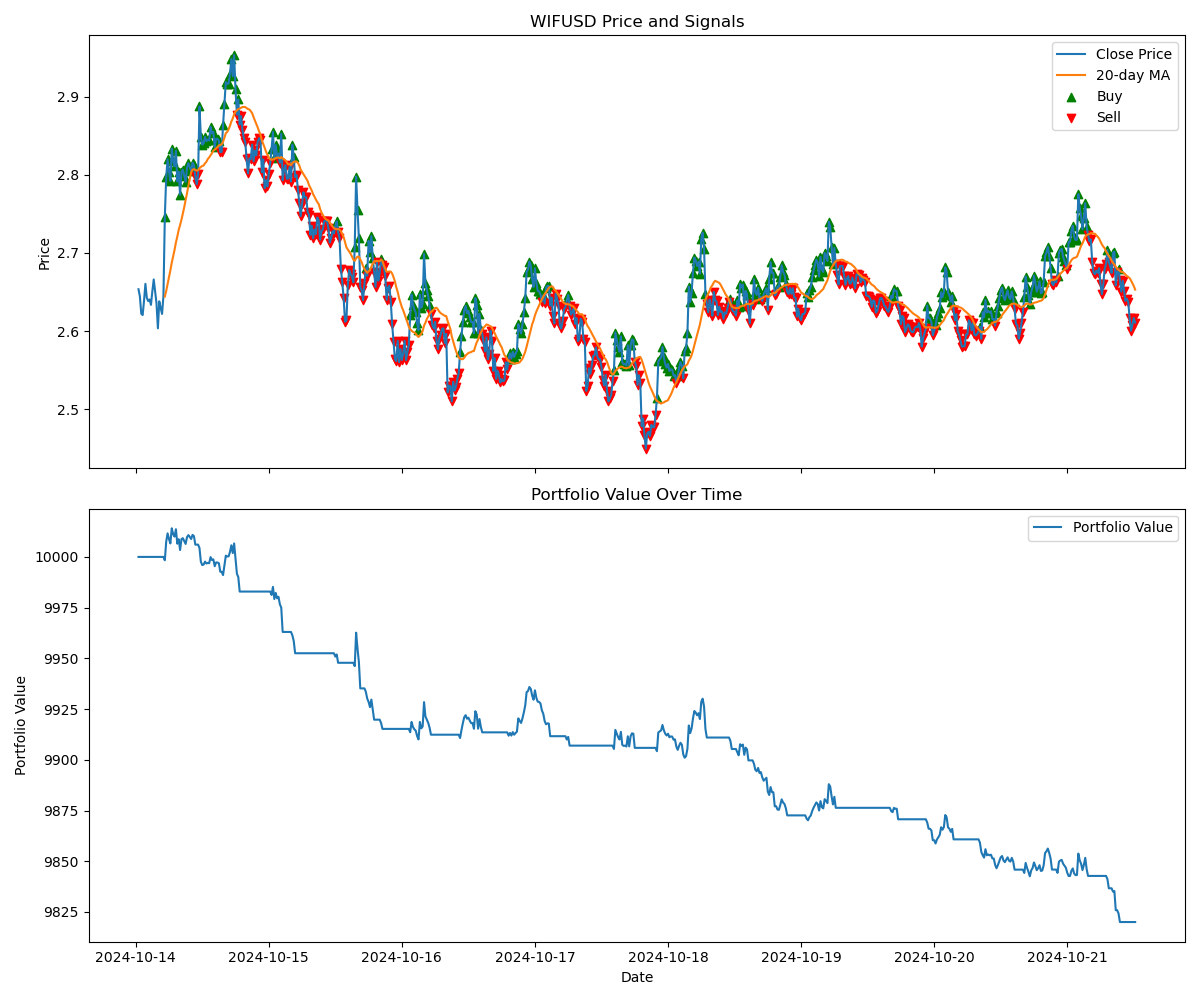 WIFUSD Price and Signals
Price
2.9
2.8
2.7
2.6
2.5
Close Price
20-day MA
Buy
Sell
Portfolio Value Over Time
Portfolio Value
10000
9975
9950
9925
9900
9875
9850
9825
Portfolio Value
2024-10-14 2024-10-15 2024-10-16 2024-10-17 2024-10-18 2024-10-19 2024-10-20 2024-10-21
Date